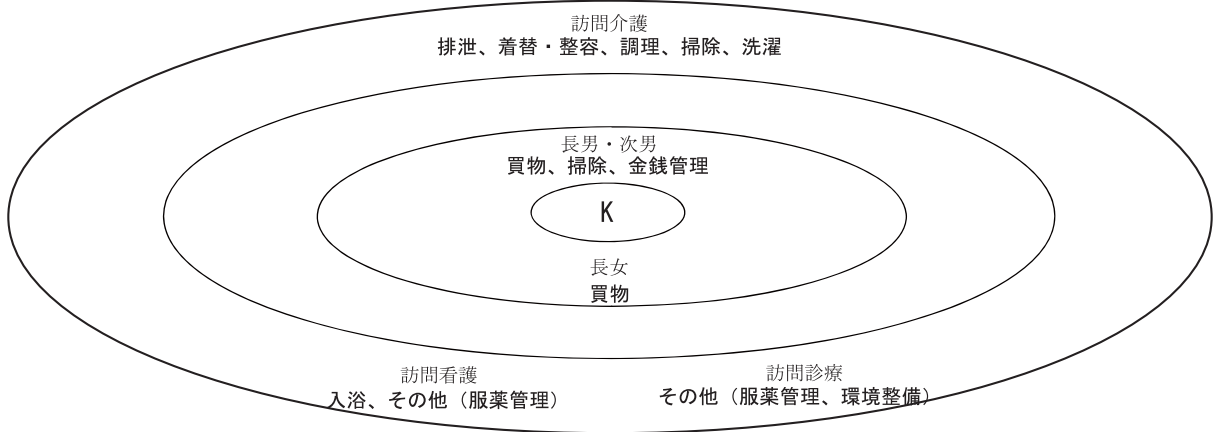 訪問介護
排泄、着替・整容、調理、掃除、洗濯
長男・次男
買物、掃除、金銭管理
K
長女
買物
訪問看護
入浴、その他（服薬管理）
訪問診療
その他（服薬管理、環境整備）